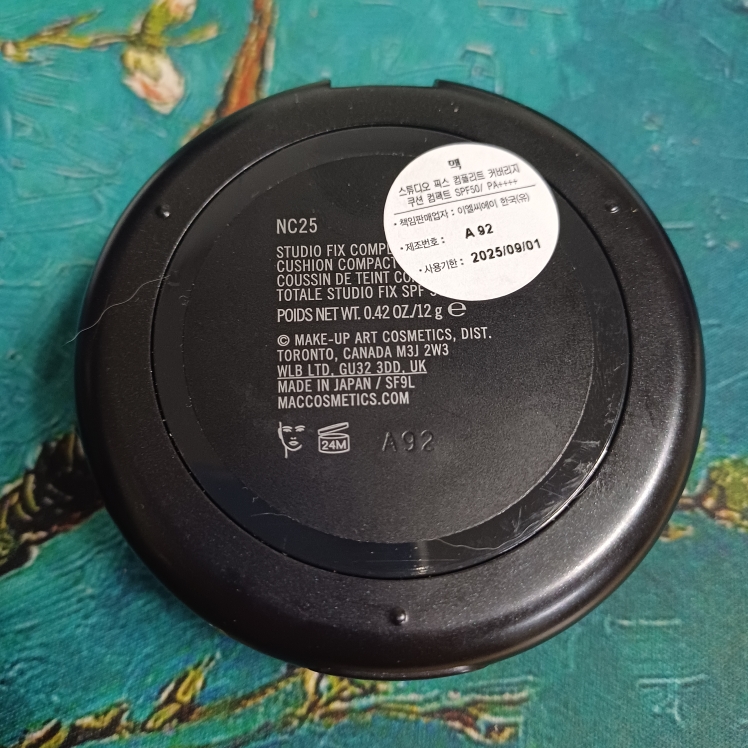 맥
스튜디오 픽스 컴플리트 커버리지
쿠션 컴팩트 SPF50/ PA++++
· 책임판매업자 : 이엘씨에이 한국(유)
· 제조번호 : A 92
· 사용기한 : 2025/09/01
NC25
STUDIO FIX
CUSHION COMPACT
COUSSIN DE TEINT
TOTALE STUDIO FIX SPF
POIDS NET WT. 0.42 OZ./12 g ℮
© MAKE-UP ART COSMETICS, DIST.
TORONTO, CANADA M3J 2W3
WLB LTD, GU32 3DD, UK
MADE IN JAPAN / SF9L
MACCOSMETICS.COM
24M
A92